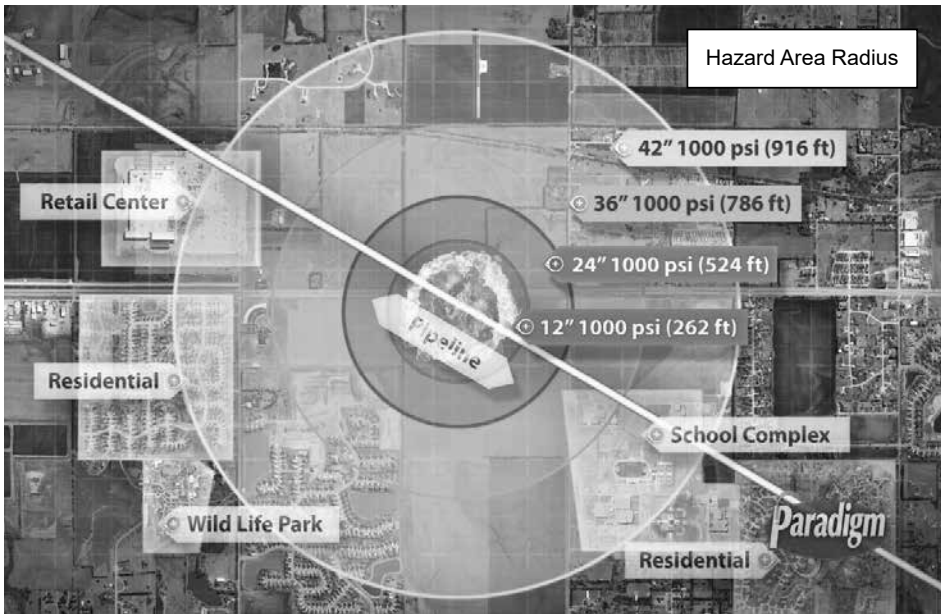 Hazard Area Radius
42" 1000 psi (916 ft)
Retail Center
36" 1000 psi (786 ft)
24" 1000 psi (524 ft)
12" 1000 psi (262 ft)
Pipeline
Residential
School Complex
Wild Life Park
Paradigm
Residential